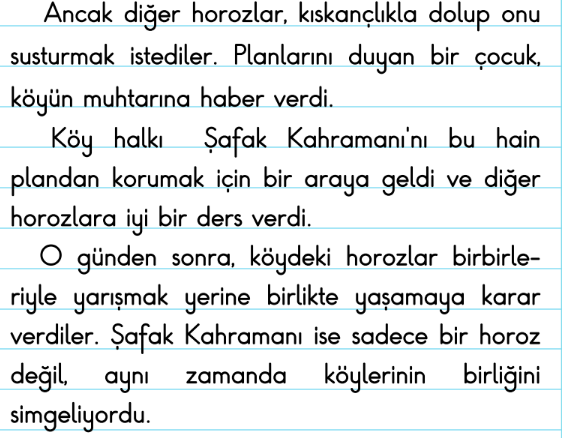 Ancak diğer horozlar, kıskançlıkla dolup onu
susturmak istediler. Planlarını duyan bir çocuk,
köyün muhtarına haber verdi.
Köy halkı Şafak Kahramanı'nı bu hain
plandan korumak için bir araya geldi ve diğer
horozlara iyi bir ders verdi.
O günden sonra, köydeki horozlar birbirle-
riyle yarışmak yerine birlikte yaşamaya karar
verdiler. Şafak Kahramanı ise sadece bir horoz
değil, aynı zamanda köylerinin birliğini
simgeliyordu.